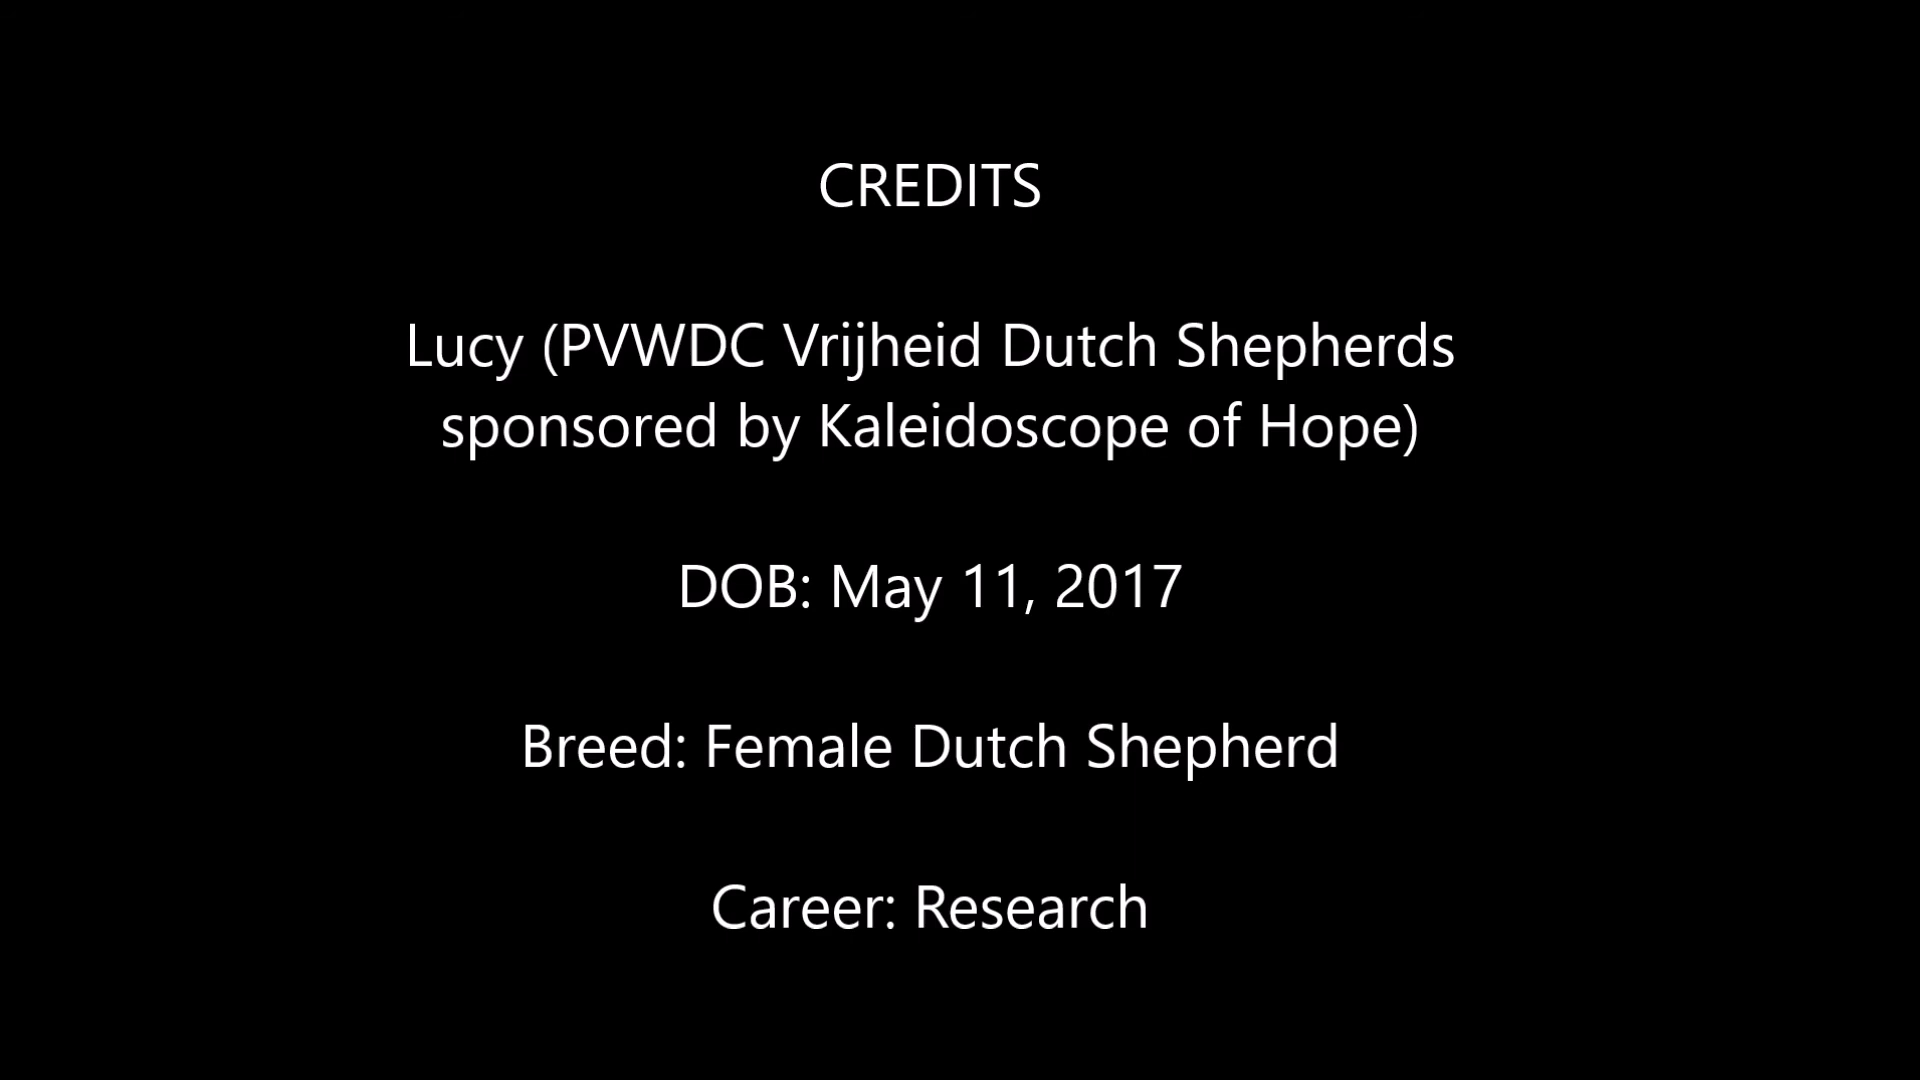 CREDITS
Lucy (PVWDC Vrijheid Dutch Shepherds
sponsored by Kaleidoscope of Hope)
DOB: May 11, 2017
Breed: Female Dutch Shepherd
Career: Research